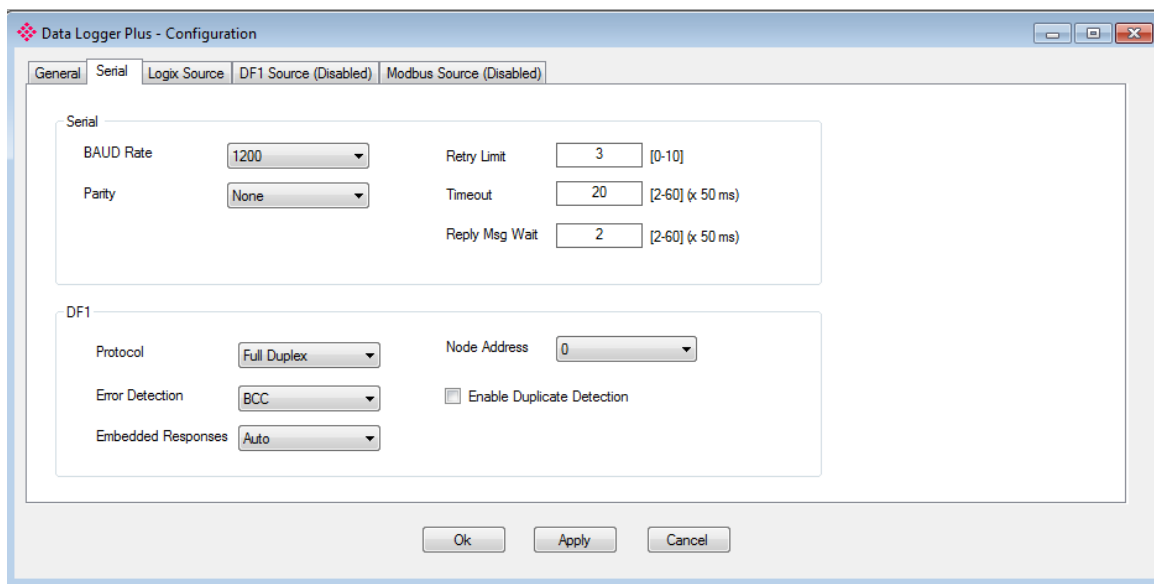 Data Logger Plus - Configuration
General Serial Logix Source DF1 Source (Disabled) Modbus Source (Disabled)
Serial
BAUD Rate 1200
Parity None
Retry Limit 3 [0-10]
Timeout 20 [2-60] (x 50 ms)
Reply Msg Wait 2 [2-60] (x 50 ms)
DF1
Protocol Full Duplex
Error Detection BCC
Embedded Responses Auto
Node Address 0
Enable Duplicate Detection
Ok Apply Cancel